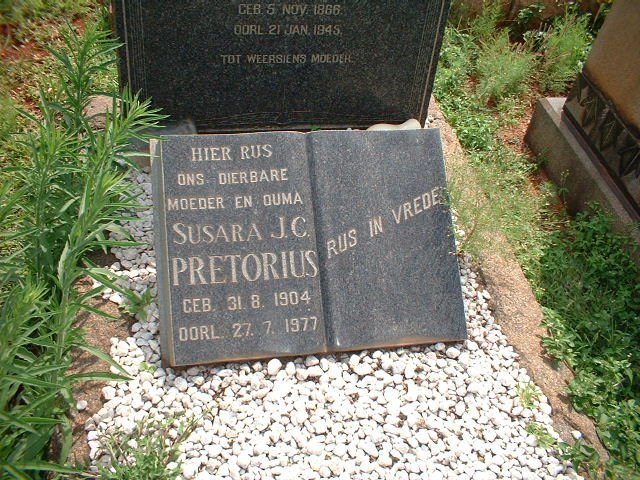 GEB. 5 NOV. 1866
OORL. 21 JAN. 1945.
TOT WEERSIENS MOEDER.
HIER RUS
ONS DIERBARE
MOEDER EN OUMA
SUSARA J.C.
PRETORIUS
GEB. 31. 8. 1904
OORL. 27. 7. 1977
RUS IN VREDE